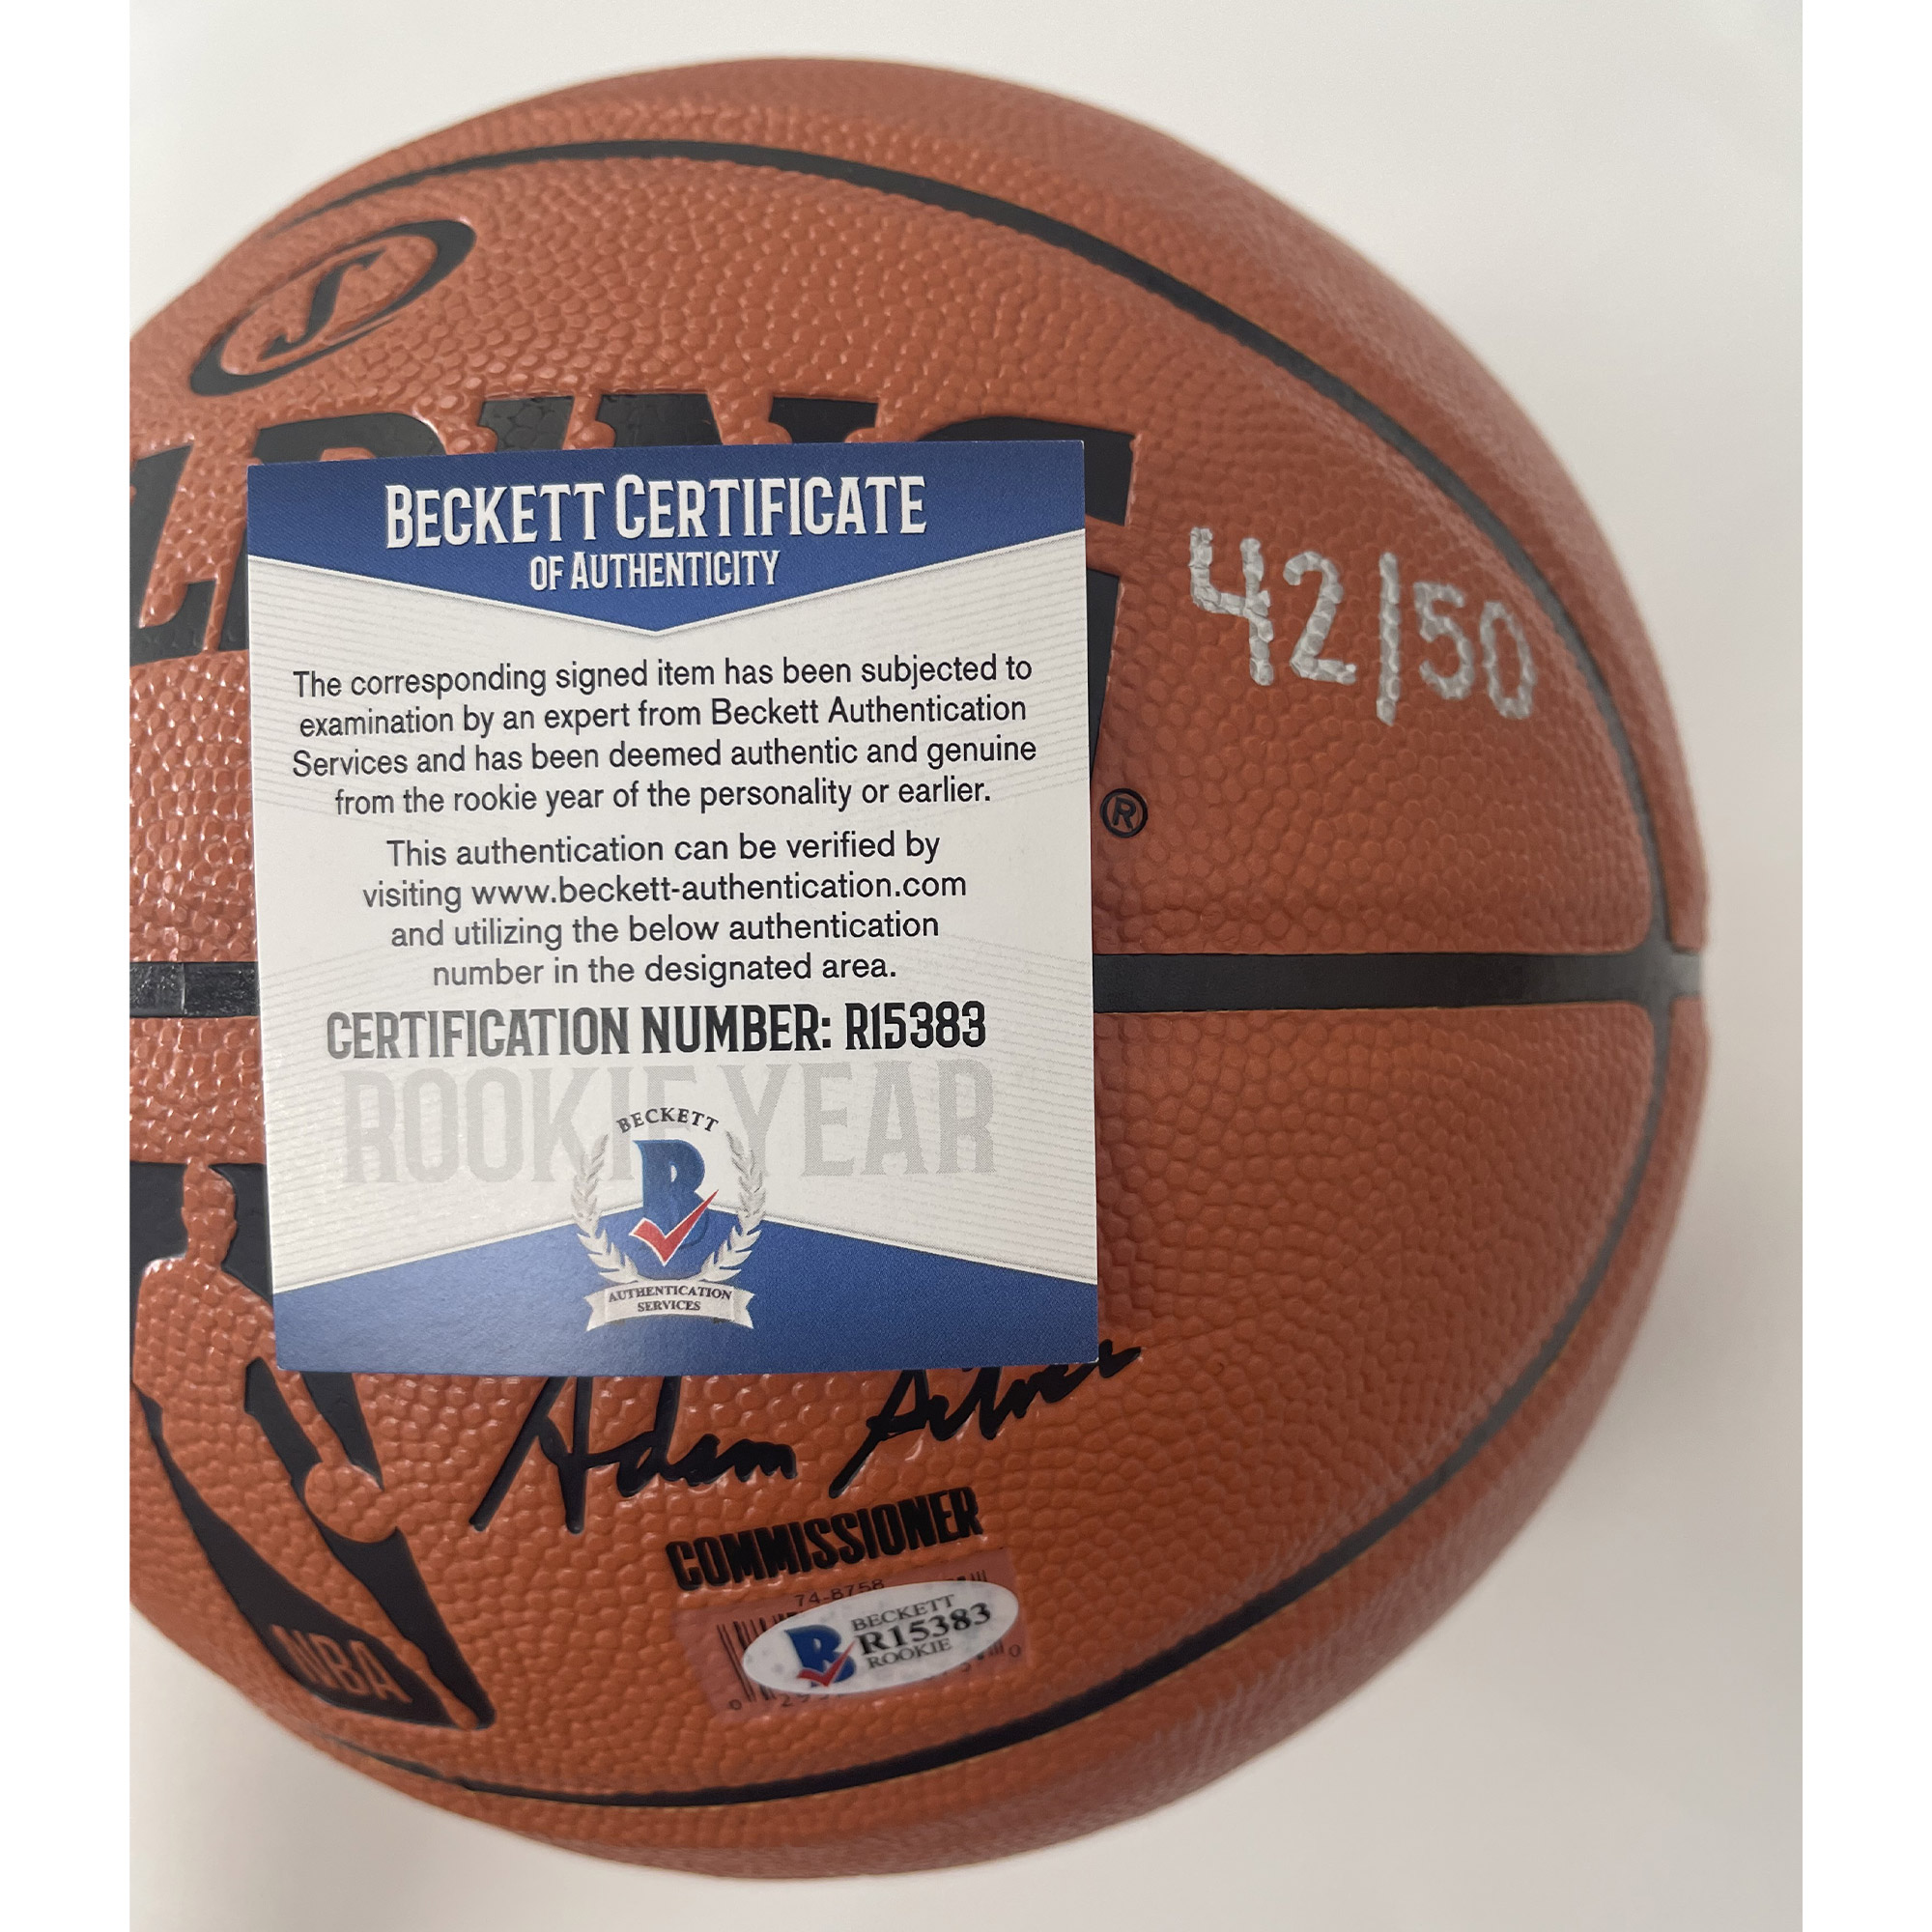 BECKETT CERTIFICATE
OF AUTHENTICITY
42/50
The corresponding signed item has been subjected to
examination by an expert from Beckett Authentication
Services and has been deemed authentic and genuine
from the rookie year of the personality or earlier.
®
This authentication can be verified by
visiting www.beckett-authentication.com
and utilizing the below authentication
number in the designated area.
CERTIFICATION NUMBER: R15383
ROOKIE YEAR
BECKETT
B
AUTHENTICATION
SERVICES
Adam Silver
COMMISSIONER
74-8758
BECKETT
B R15383
ROOKIE
NBA